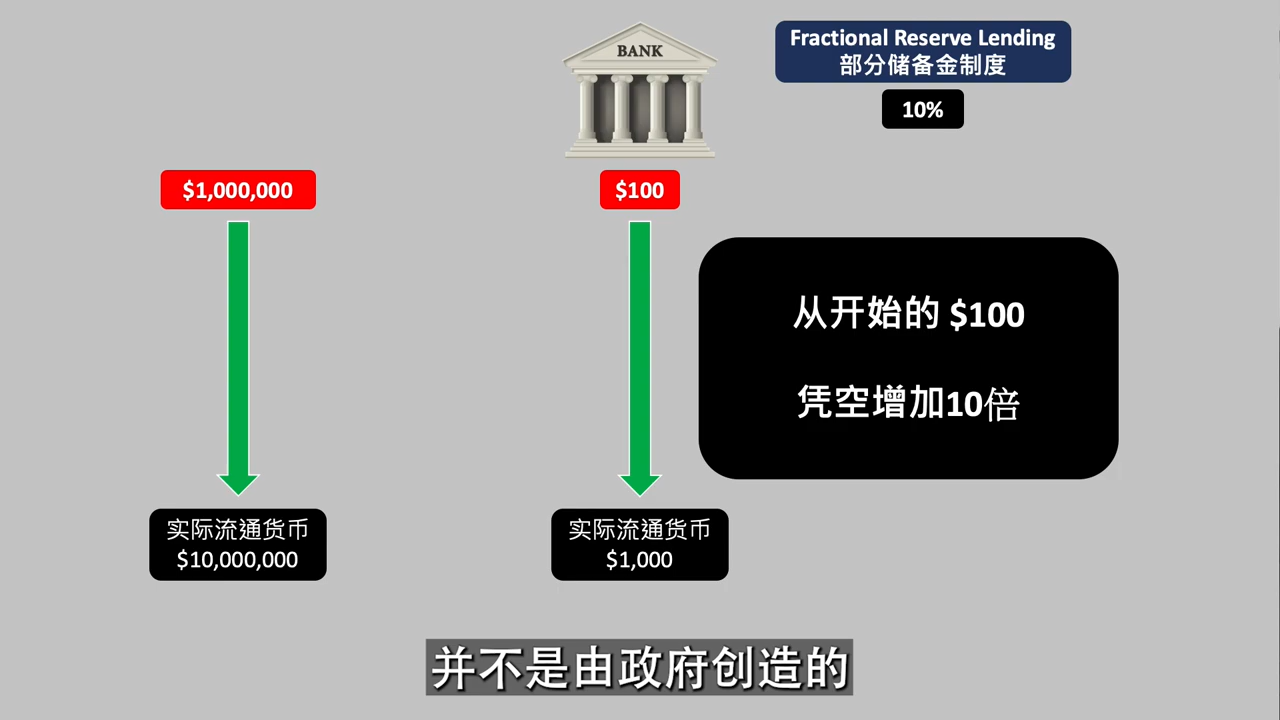 BANK
Fractional Reserve Lending
部分储备金制度
10%
$1,000,000
$100
从开始的 $100
凭空增加10倍
实际流通货币
$10,000,000
实际流通货币
$1,000
并不是由政府创造的